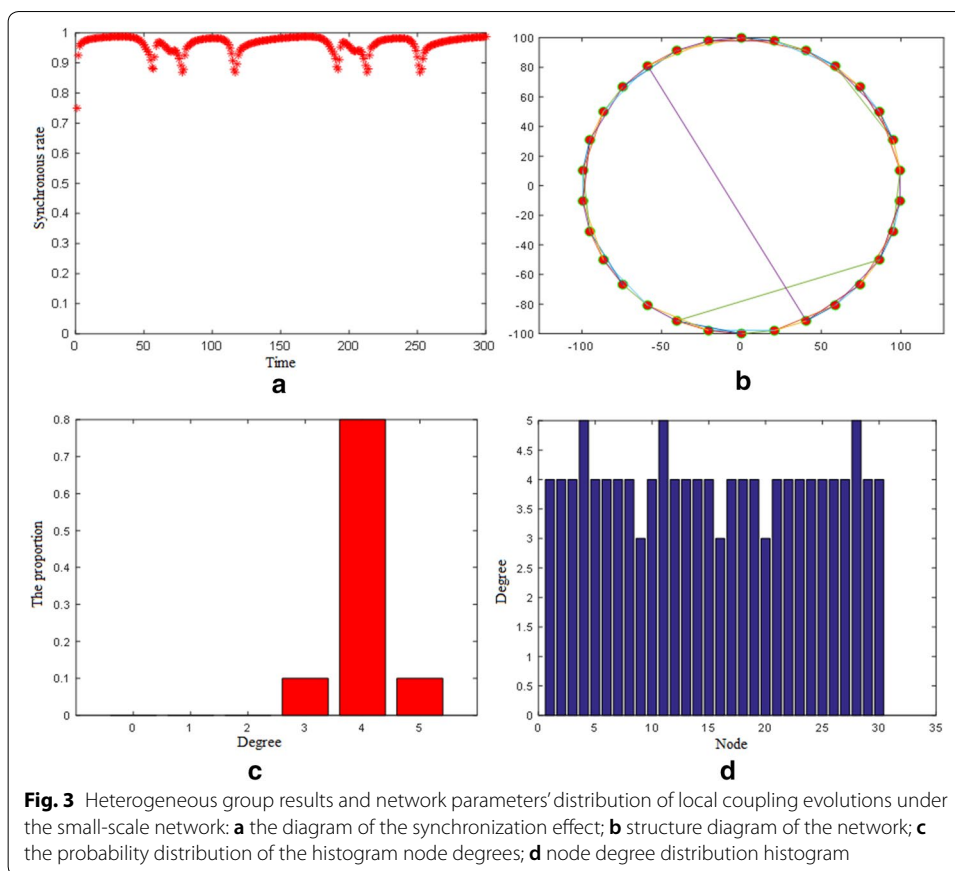 1
0.9
0.8
0.7
0.6
0.5
0.4
0.3
0.2
0.1
0
Synchronous rate
0 50 100 150 200 250 300
Time
a
100
80
60
40
20
0
-20
-40
-60
-80
-100
-100 -50 0 50 100
b
0.8
0.7
0.6
0.5
0.4
0.3
0.2
0.1
0
The proportion
0 1 2 3 4 5
Degree
c
5
4.5
4
3.5
3
2.5
2
1.5
1
0.5
0
Degree
0 5 10 15 20 25 30 35
Node
d
Fig. 3 Heterogeneous group results and network parameters' distribution of local coupling evolutions under
the small-scale network: a the diagram of the synchronization effect; b structure diagram of the network; c
the probability distribution of the histogram node degrees; d node degree distribution histogram